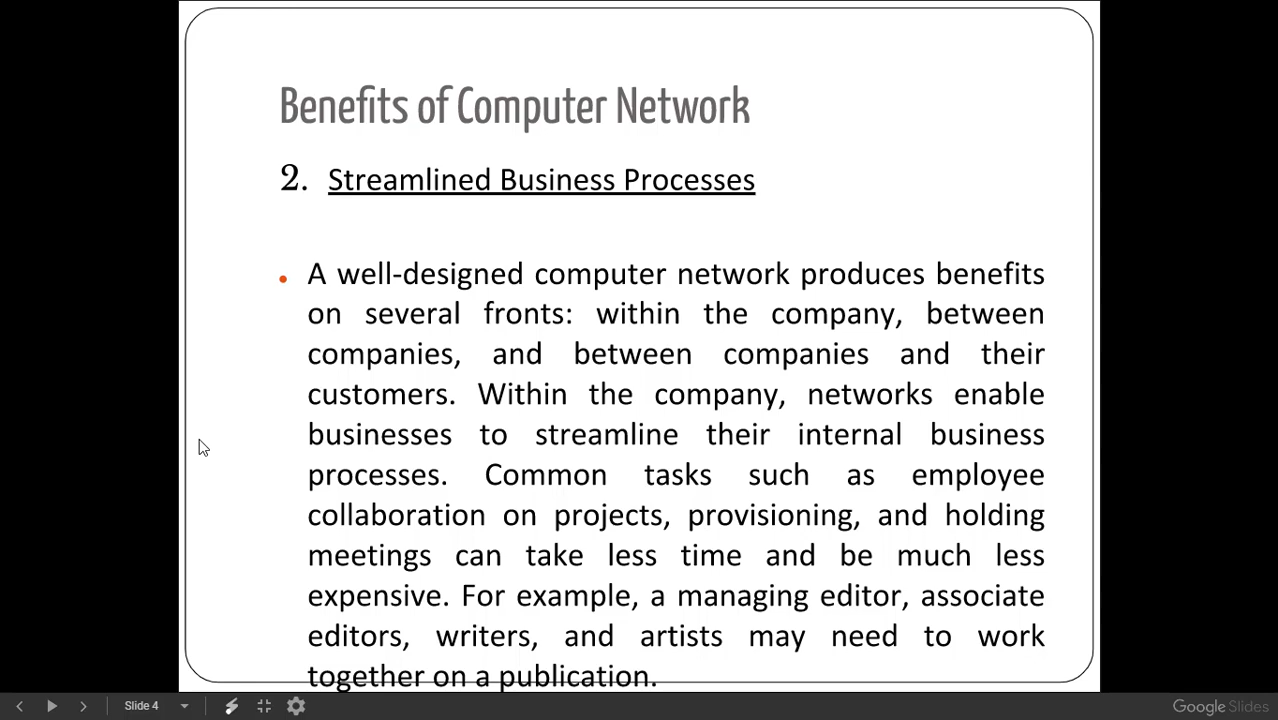 Benefits of Computer Network
2. Streamlined Business Processes
• A well-designed computer network produces benefits
on several fronts: within the company, between
companies, and between companies and their
customers. Within the company, networks enable
businesses to streamline their internal business
processes. Common tasks such as employee
collaboration on projects, provisioning, and holding
meetings can take less time and be much less
expensive. For example, a managing editor, associate
editors, writers, and artists may need to work
together on a publication.
Slide 4
Google Slides